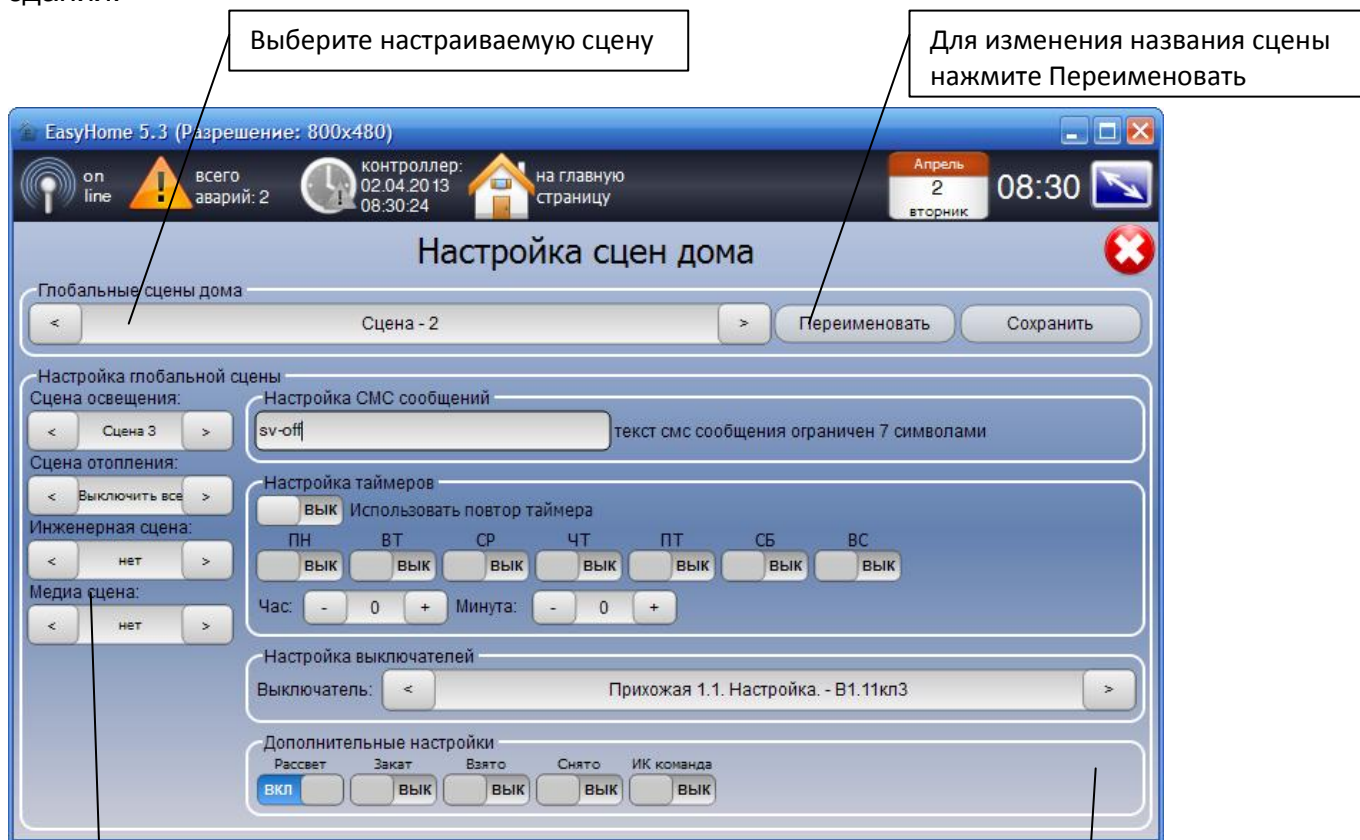 здания.
Выберите настраиваемую сцену
Для изменения названия сцены
нажмите Переименовать
EasyHome 5.3 (Разрешение: 800x480)
on
line
всего
аварий: 2
контроллер:
02.04.2013
08:30:24
на главную
страницу
Апрель
2
вторник
08:30
Настройка сцен дома
Глобальные сцены дома
< Сцена - 2 > Переименовать Сохранить
Настройка глобальной сцены
Сцена освещения:
< Сцена 3 >
Сцена отопления:
< Выключить все >
Инженерная сцена:
< нет >
Медиа сцена:
< нет >
Настройка СМС сообщений
sv-off текст смс сообщения ограничен 7 символами
Настройка таймеров
ВЫК Использовать повтор таймера
ПН ВТ СР ЧТ ПТ СБ ВС
ВЫК ВЫК ВЫК ВЫК ВЫК ВЫК ВЫК
Час: - 0 + Минута: - 0 +
Настройка выключателей
Выключатель: < Прихожая 1.1. Настройка. - В1.11кл3 >
Дополнительные настройки
Рассвет Закат Взято Снято ИК команда
ВКЛ ВЫК ВЫК ВЫК ВЫК